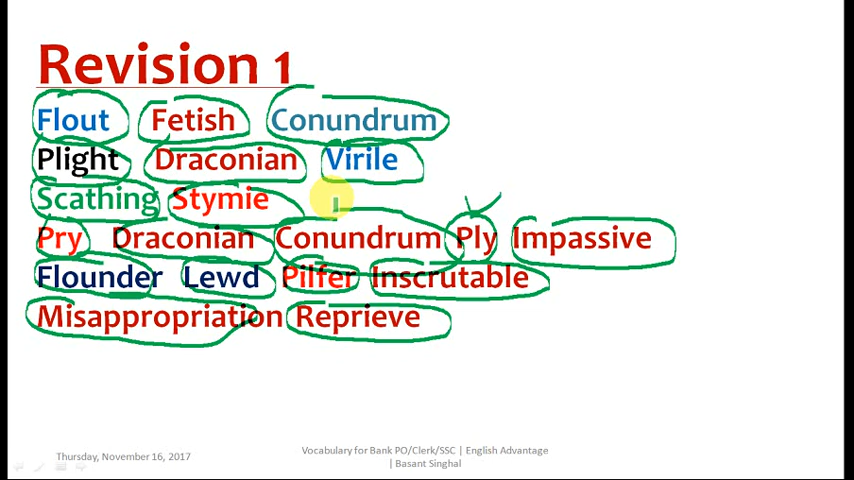 Revision 1
Flout Fetish Conundrum
Plight Draconian Virile
Scathing Stymie
Pry Draconian Conundrum Ply Impassive
Flounder Lewd Pilfer Inscrutable
Misappropriation Reprieve
Thursday, November 16, 2017
Vocabulary for Bank PO/Clerk/SSC | English Advantage
| Basant Singhal